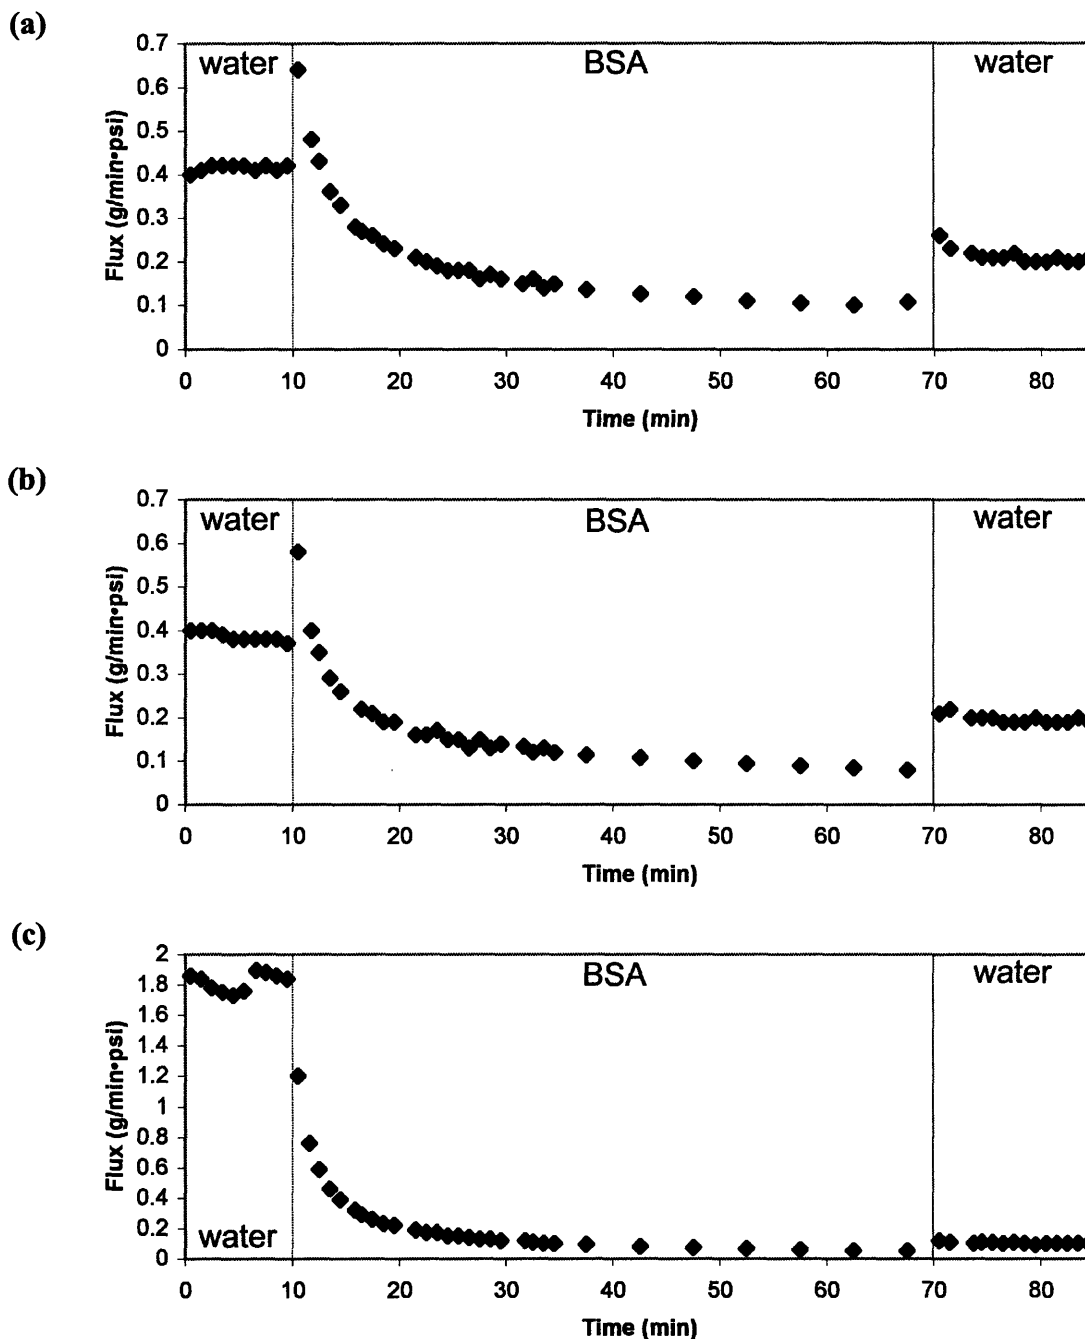 (a)
0.7
0.6
0.5
0.4
0.3
0.2
0.1
0
Flux (g/min•psi)
water
BSA
water
0 10 20 30 40 50 60 70 80
Time (min)
(b)
0.7
0.6
0.5
0.4
0.3
0.2
0.1
0
Flux (g/min•psi)
water
BSA
water
0 10 20 30 40 50 60 70 80
Time (min)
(c)
2
1.8
1.6
1.4
1.2
1
0.8
0.6
0.4
0.2
0
Flux (g/min•psi)
BSA
water
water
0 10 20 30 40 50 60 70 80
Time (min)